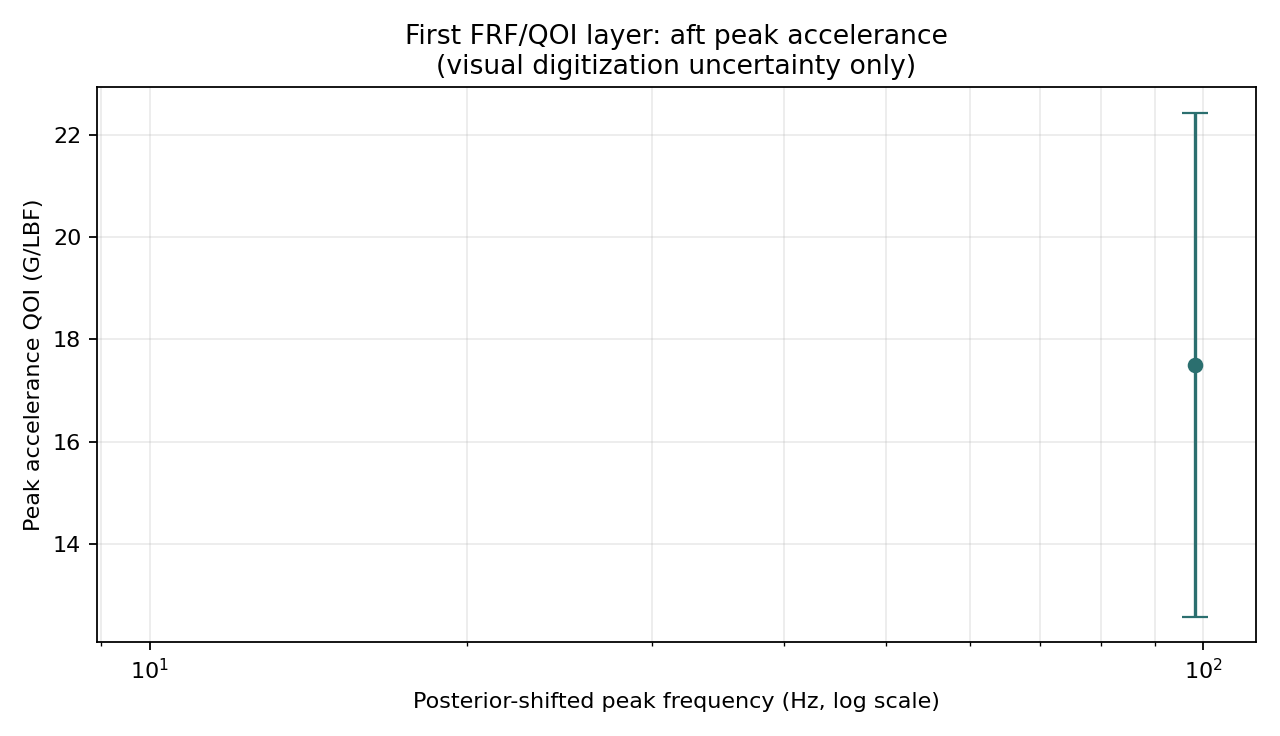 First FRF/QOI layer: aft peak accelerance
(visual digitization uncertainty only)
Peak accelerance QOI (G/LBF)
22
20
18
16
14
10¹
10²
Posterior-shifted peak frequency (Hz, log scale)